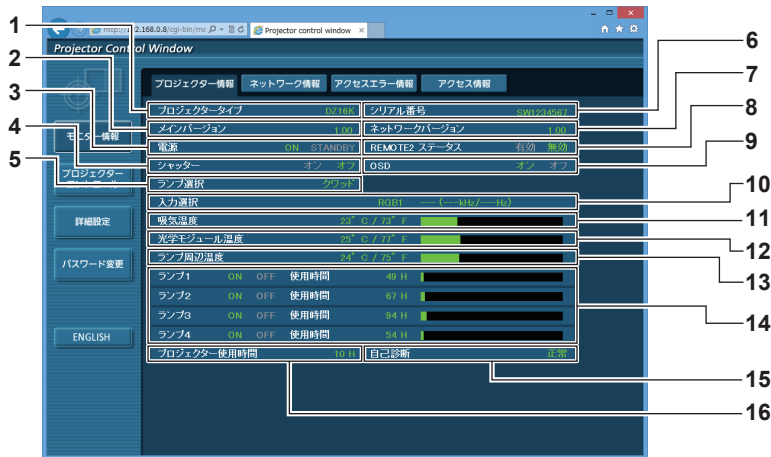 http://192.168.0.8/cgi-bin/
Projector control window
Projector Control Window
プロジェクター情報 ネットワーク情報 アクセスエラー情報 アクセス情報
モニター情報
プロジェクター
詳細設定
パスワード変更
ENGLISH
プロジェクタータイプ DZ16K シリアル番号 SW1234567
メインバージョン 1.00 ネットワークバージョン 1.00
電源 ON STANDBY REMOTE2 ステータス 有効 無効
シャッター オン オフ OSD オン オフ
ランプ選択 クワッド
入力選択 RGB1 --- (---kHz/---Hz)
吸気温度 23° C / 73° F
光学モジュール温度 25° C / 77° F
ランプ周辺温度 24° C / 75° F
ランプ1 ON OFF 使用時間 49 H
ランプ2 ON OFF 使用時間 67 H
ランプ3 ON OFF 使用時間 94 H
ランプ4 ON OFF 使用時間 54 H
プロジェクター使用時間 10 H 自己診断 正常
1
2
3
4
5
6
7
8
9
10
11
12
13
14
15
16